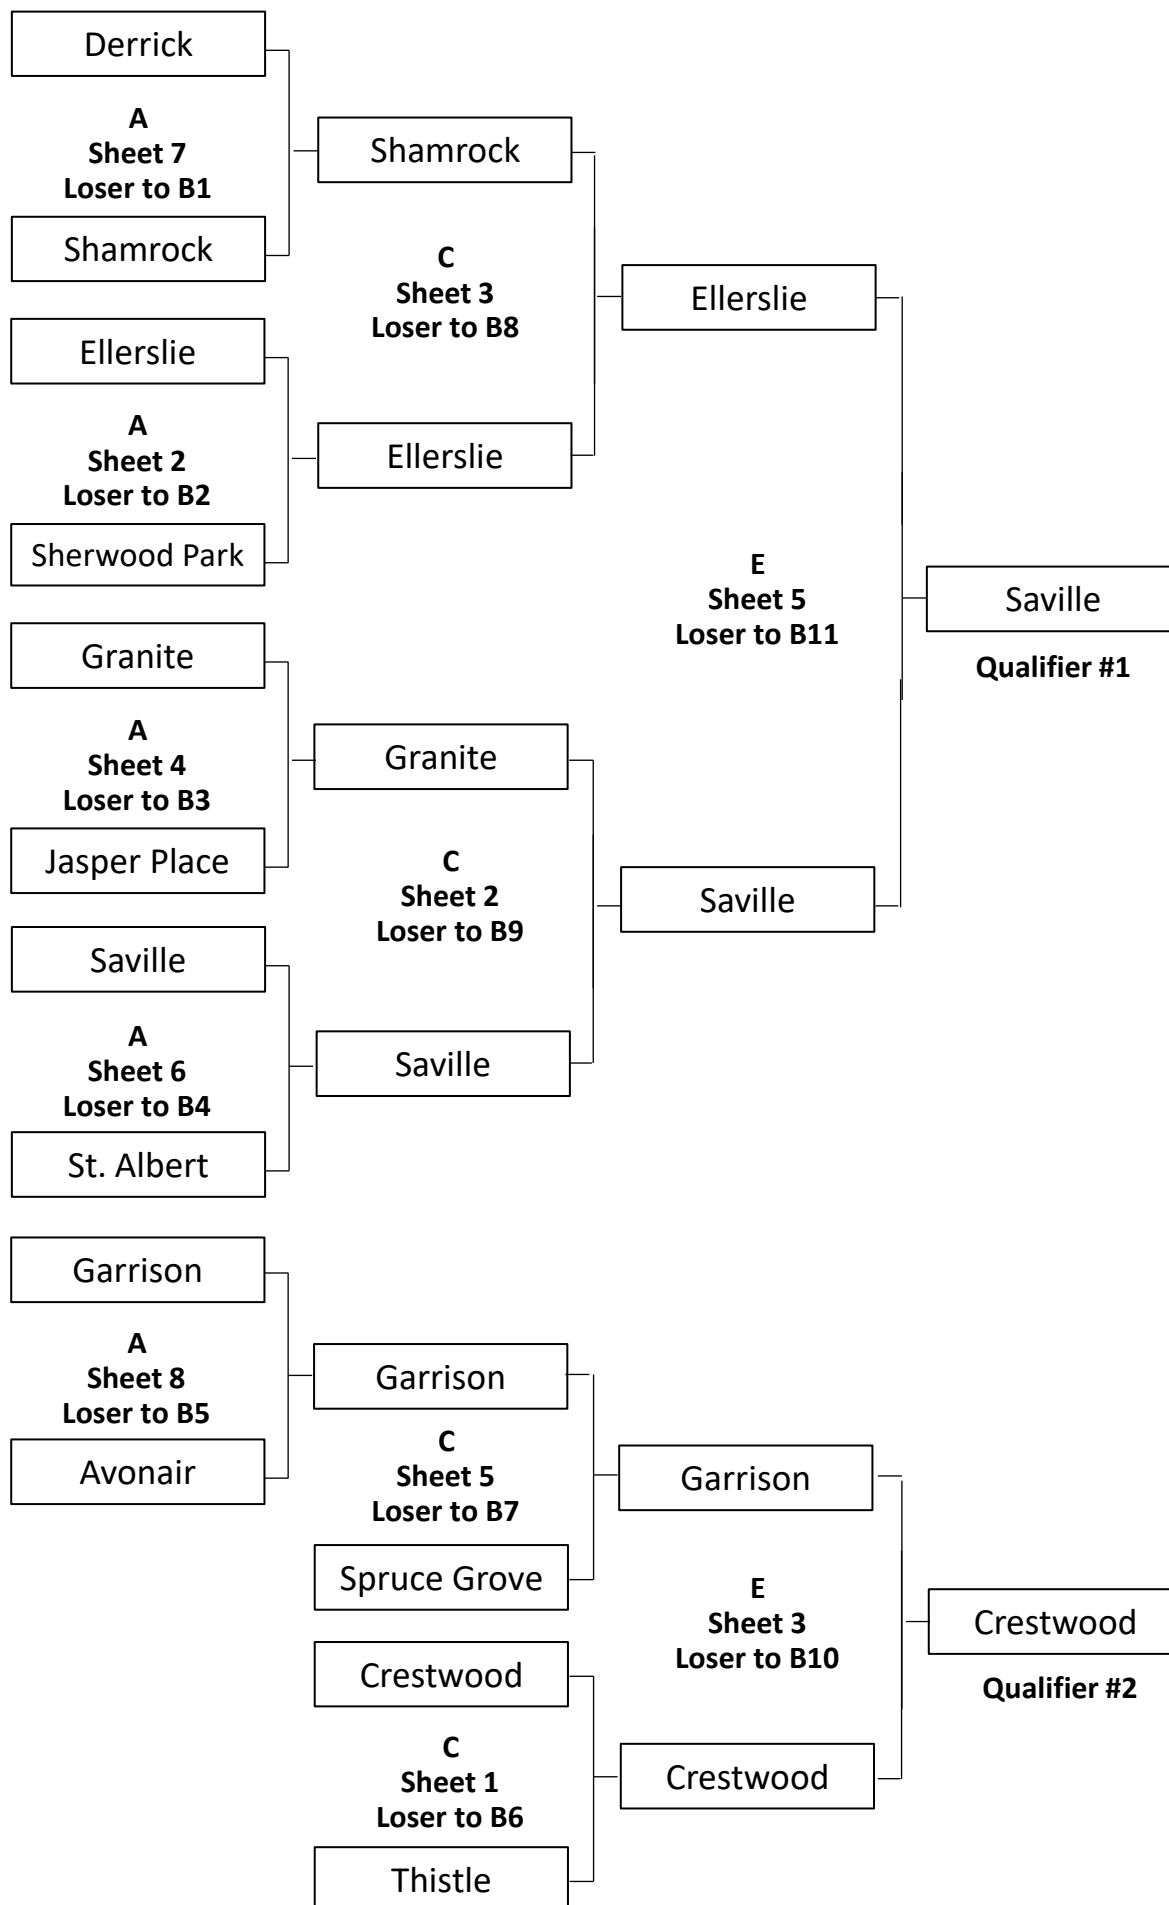 Derrick
A
Sheet 7
Loser to B1
Shamrock
Shamrock
C
Sheet 3
Loser to B8
Ellerslie
Ellerslie
A
Sheet 2
Loser to B2
Sherwood Park
Ellerslie
E
Sheet 5
Loser to B11
Saville
Qualifier #1
Granite
A
Sheet 4
Loser to B3
Jasper Place
Granite
C
Sheet 2
Loser to B9
Saville
Saville
A
Sheet 6
Loser to B4
St. Albert
Saville
Garrison
A
Sheet 8
Loser to B5
Avonair
Garrison
C
Sheet 5
Loser to B7
Spruce Grove
Garrison
E
Sheet 3
Loser to B10
Crestwood
Qualifier #2
Crestwood
C
Sheet 1
Loser to B6
Thistle
Crestwood